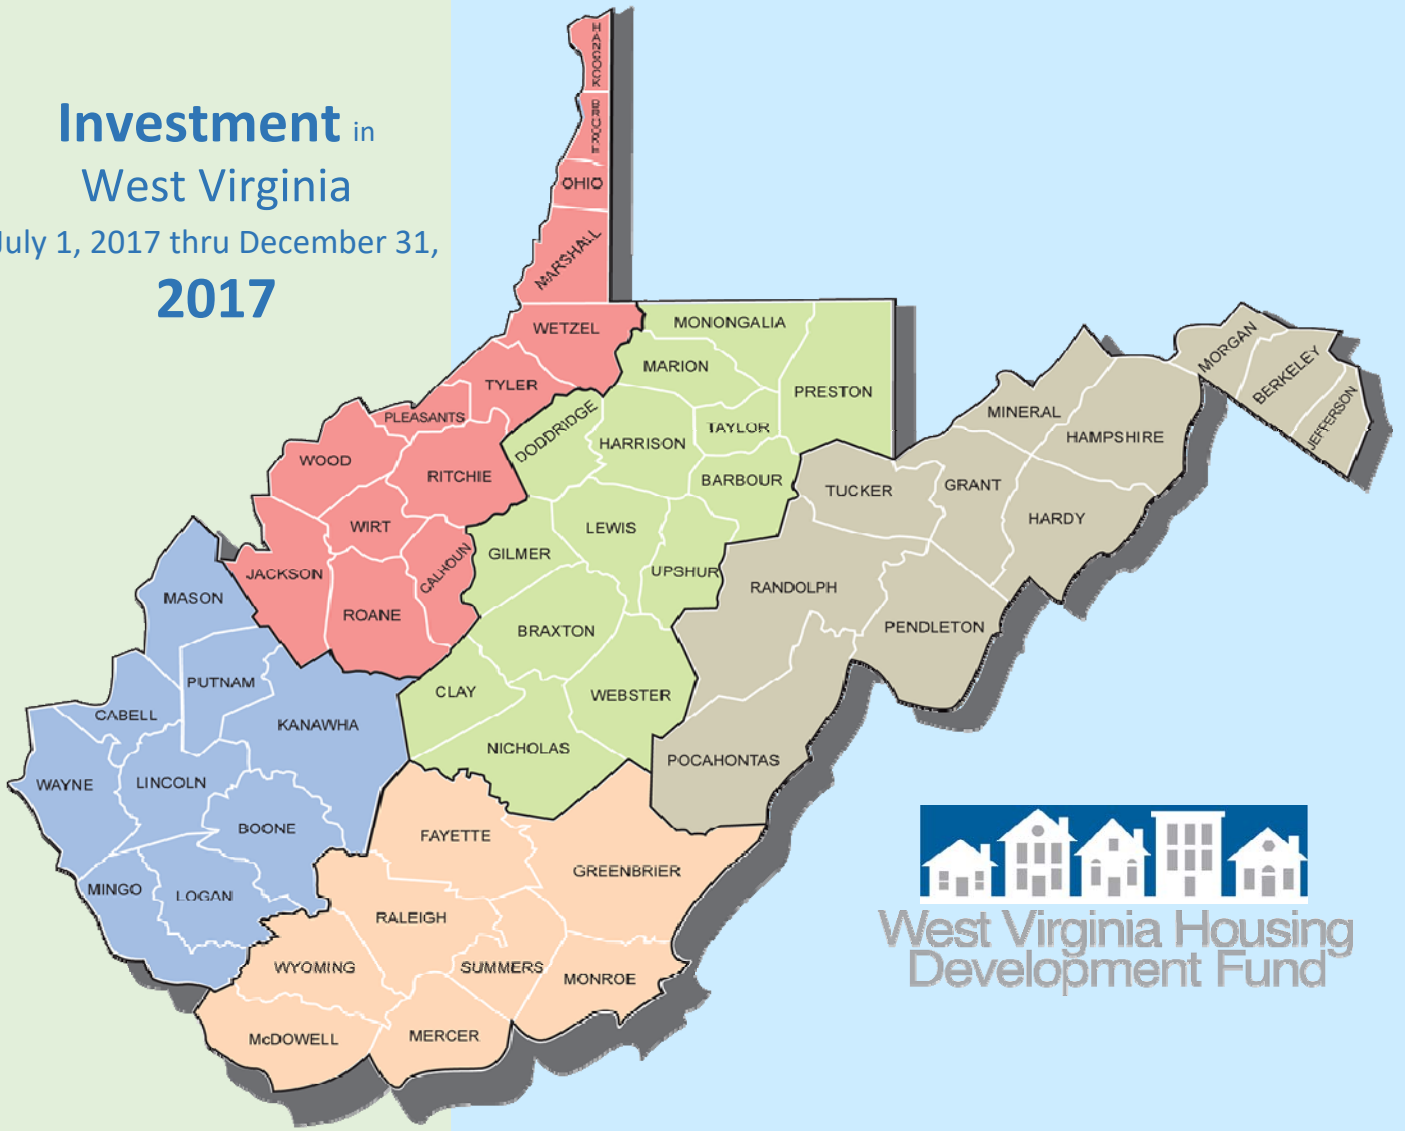 Investment in
West Virginia
July 1, 2017 thru December 31,
2017
HANCOCK
BROOKE
OHIO
MARSHALL
WETZEL
TYLER
PLEASANTS
WOOD
RITCHIE
WIRT
CALHOUN
JACKSON
ROANE
MONONGALIA
MARION
PRESTON
DODDRIDGE
HARRISON
TAYLOR
BARBOUR
LEWIS
GILMER
UPSHUR
BRAXTON
CLAY
WEBSTER
NICHOLAS
MORGAN
BERKELEY
JEFFERSON
MINERAL
HAMPSHIRE
TUCKER
GRANT
HARDY
RANDOLPH
PENDLETON
POCAHONTAS
MASON
PUTNAM
CABELL
KANAWHA
WAYNE
LINCOLN
BOONE
MINGO
LOGAN
FAYETTE
GREENBRIER
RALEIGH
WYOMING
SUMMERS
MONROE
McDOWELL
MERCER
West Virginia Housing
Development Fund